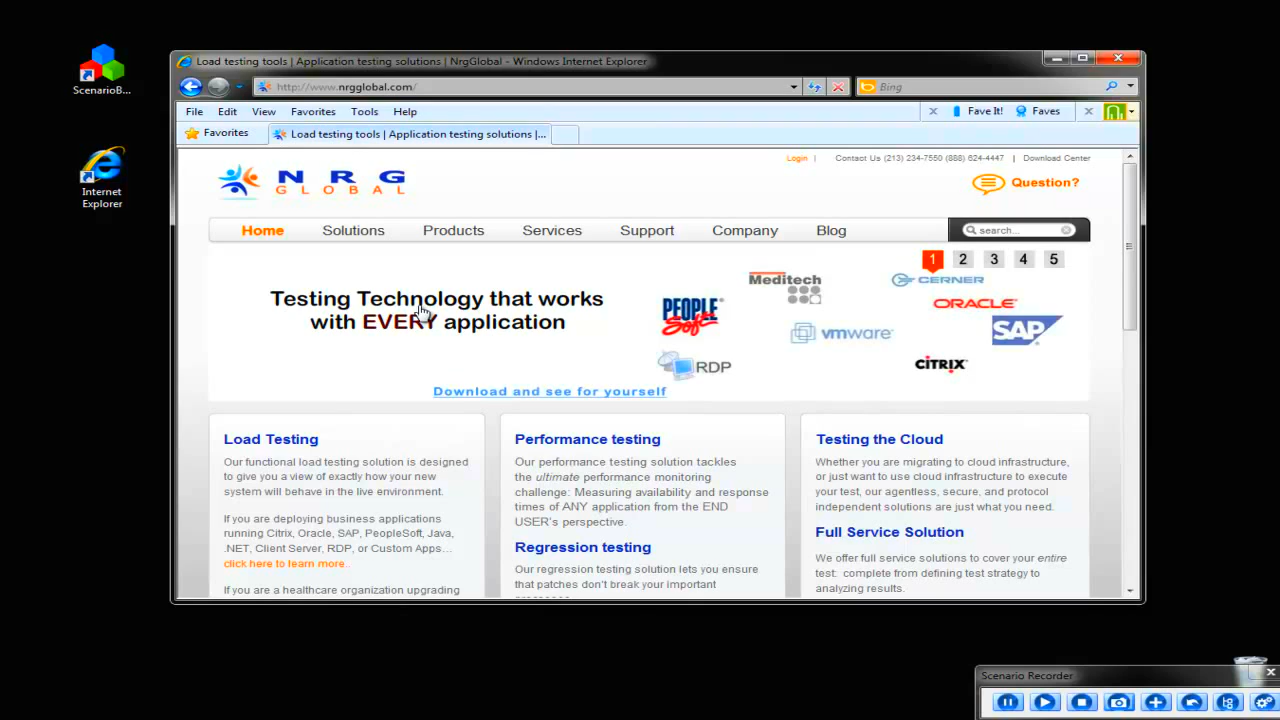 ScenarioB...
Internet
Explorer
Load testing tools | Application testing solutions | NrgGlobal - Windows Internet Explorer
http://www.nrgglobal.com/
Bing
File Edit View Favorites Tools Help
Fave It! Faves
Favorites
Load testing tools | Application testing solutions |...
Login | Contact Us (213) 234-7550 (888) 624-4447 | Download Center
NRG
GLOBAL
Question?
Home Solutions Products Services Support Company Blog
search...
1 2 3 4 5
Testing Technology that works
with EVERY application
Meditech
CERNER
PEOPLE
Soft
ORACLE
vmware
SAP
RDP
CITRIX
Download and see for yourself
Load Testing
Our functional load testing solution is designed
to give you a view of exactly how your new
system will behave in the live environment.
If you are deploying business applications
running Citrix, Oracle, SAP, PeopleSoft, Java,
.NET, Client Server, RDP, or Custom Apps...
click here to learn more..
If you are a healthcare organization upgrading
Performance testing
Our performance testing solution tackles
the ultimate performance monitoring
challenge: Measuring availability and response
times of ANY application from the END
USER's perspective.
Regression testing
Our regression testing solution lets you ensure
that patches don't break your important
Testing the Cloud
Whether you are migrating to cloud infrastructure,
or just want to use cloud infrastructure to execute
your test, our agentless, secure, and protocol
independent solutions are just what you need.
Full Service Solution
We offer full service solutions to cover your entire
test: complete from defining test strategy to
analyzing results.
Scenario Recorder